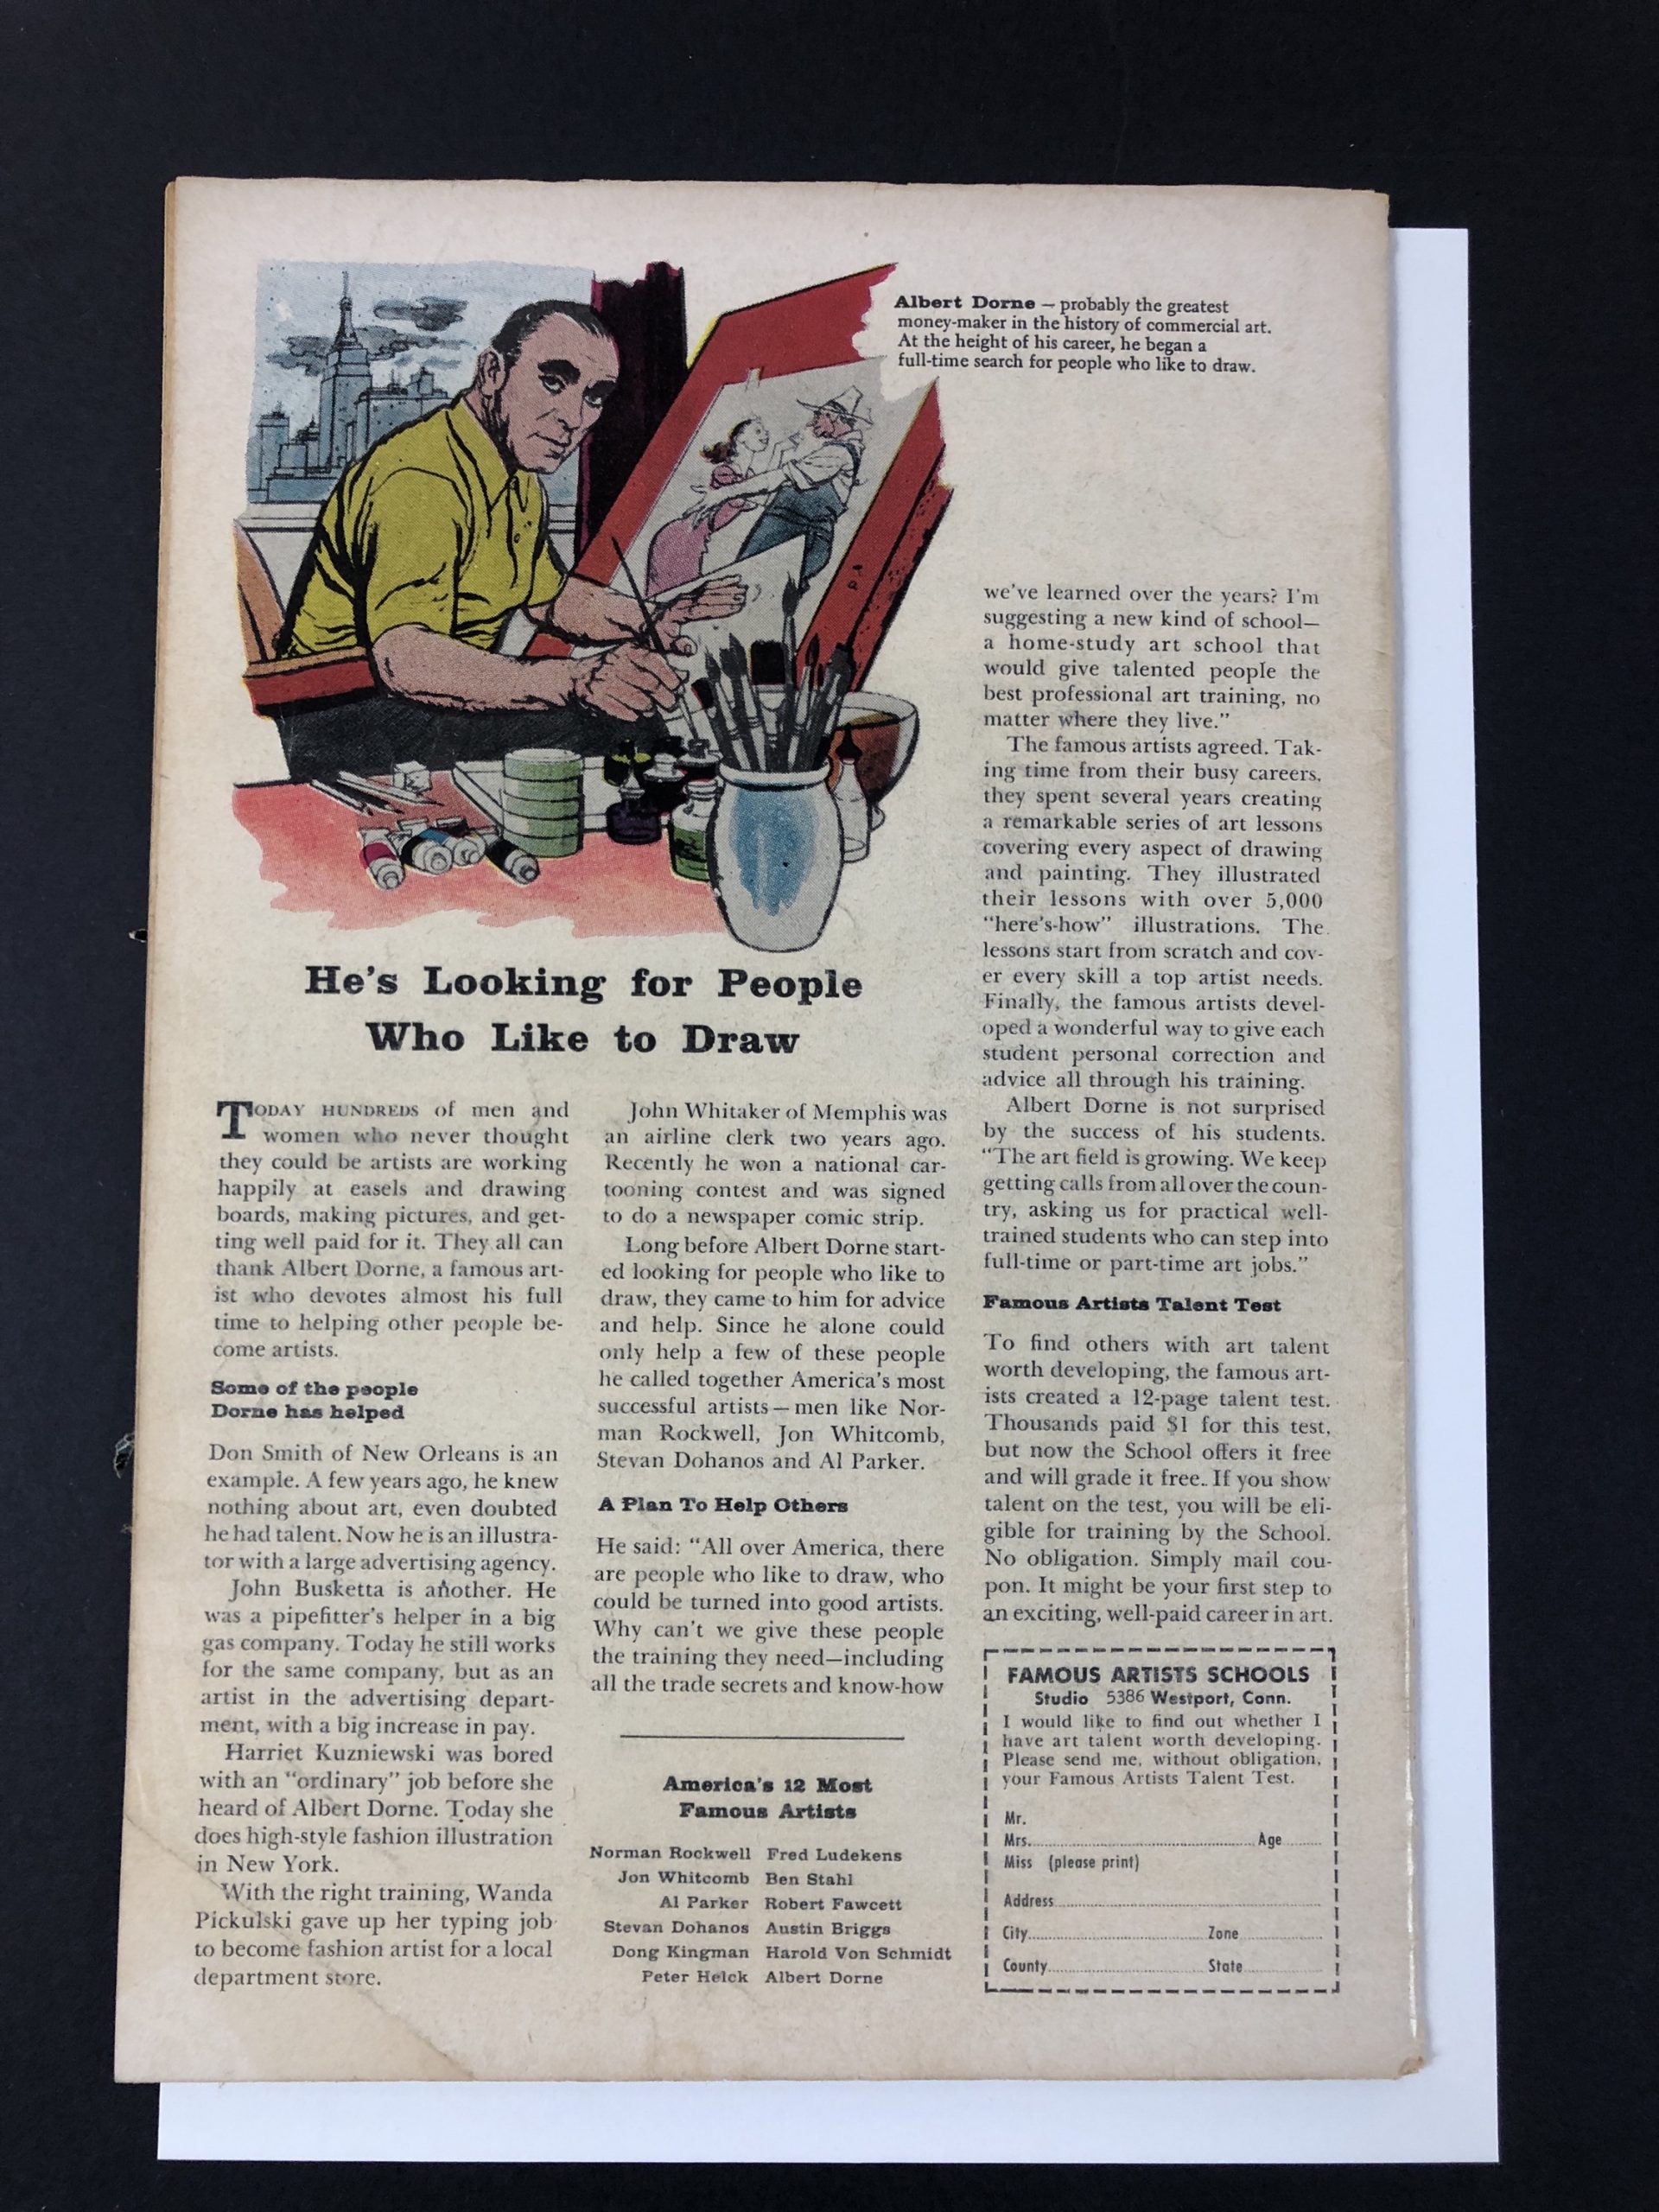 Albert Dorne — probably the greatest
money-maker in the history of commercial art.
At the height of his career, he began a
full-time search for people who like to draw.
He's Looking for People
Who Like to Draw
TODAY HUNDREDS of men and
women who never thought
they could be artists are working
happily at easels and drawing
boards, making pictures, and get-
ting well paid for it. They all can
thank Albert Dorne, a famous art-
ist who devotes almost his full
time to helping other people be-
come artists.
Some of the people
Dorne has helped
Don Smith of New Orleans is an
example. A few years ago, he knew
nothing about art, even doubted
he had talent. Now he is an illustra-
tor with a large advertising agency.
John Busketta is another. He
was a pipefitter's helper in a big
gas company. Today he still works
for the same company, but as an
artist in the advertising depart-
ment, with a big increase in pay.
Harriet Kuzniewski was bored
with an "ordinary" job before she
heard of Albert Dorne. Today she
does high-style fashion illustration
in New York.
With the right training, Wanda
Pickulski gave up her typing job
to become fashion artist for a local
department store.
John Whitaker of Memphis was
an airline clerk two years ago.
Recently he won a national car-
tooning contest and was signed
to do a newspaper comic strip.
Long before Albert Dorne start-
ed looking for people who like to
draw, they came to him for advice
and help. Since he alone could
only help a few of these people
he called together America's most
successful artists — men like Nor-
man Rockwell, Jon Whitcomb,
Stevan Dohanos and Al Parker.
A Plan To Help Others
He said: "All over America, there
are people who like to draw, who
could be turned into good artists.
Why can't we give these people
the training they need—including
all the trade secrets and know-how
America's 12 Most
Famous Artists
Norman Rockwell Fred Ludekens
Jon Whitcomb Ben Stahl
Al Parker Robert Fawcett
Stevan Dohanos Austin Briggs
Dong Kingman Harold Von Schmidt
Peter Helck Albert Dorne
we've learned over the years? I'm
suggesting a new kind of school—
a home-study art school that
would give talented people the
best professional art training, no
matter where they live."
The famous artists agreed. Tak-
ing time from their busy careers,
they spent several years creating
a remarkable series of art lessons
covering every aspect of drawing
and painting. They illustrated
their lessons with over 5,000
"here's-how" illustrations. The
lessons start from scratch and cov-
er every skill a top artist needs.
Finally, the famous artists devel-
oped a wonderful way to give each
student personal correction and
advice all through his training.
Albert Dorne is not surprised
by the success of his students.
"The art field is growing. We keep
getting calls from all over the coun-
try, asking us for practical well-
trained students who can step into
full-time or part-time art jobs."
Famous Artists Talent Test
To find others with art talent
worth developing, the famous art-
ists created a 12-page talent test.
Thousands paid $1 for this test,
but now the School offers it free
and will grade it free. If you show
talent on the test, you will be eli-
gible for training by the School.
No obligation. Simply mail cou-
pon. It might be your first step to
an exciting, well-paid career in art.
FAMOUS ARTISTS SCHOOLS
Studio 5386 Westport, Conn.
I would like to find out whether I
have art talent worth developing.
Please send me, without obligation,
your Famous Artists Talent Test.
Mr.
Mrs. Age
Miss (please print)
Address
City Zone
County State